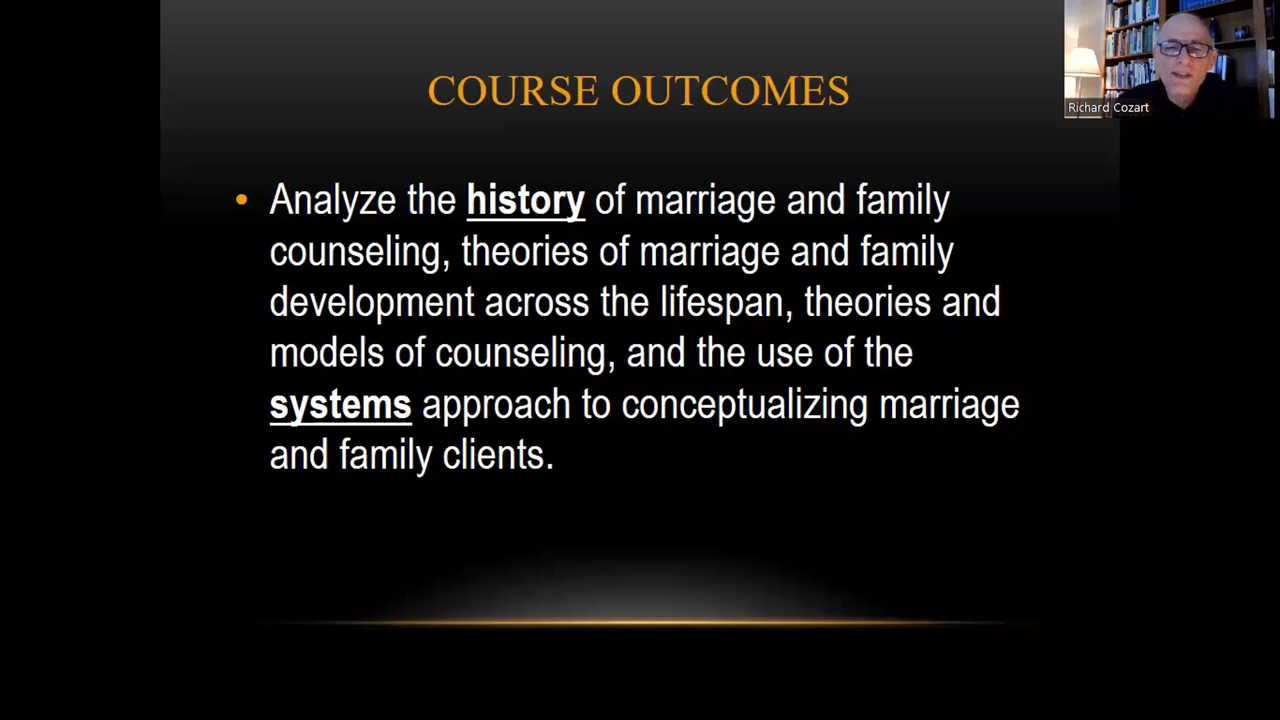 COURSE OUTCOMES
Richard Cozart
• Analyze the history of marriage and family
counseling, theories of marriage and family
development across the lifespan, theories and
models of counseling, and the use of the
systems approach to conceptualizing marriage
and family clients.